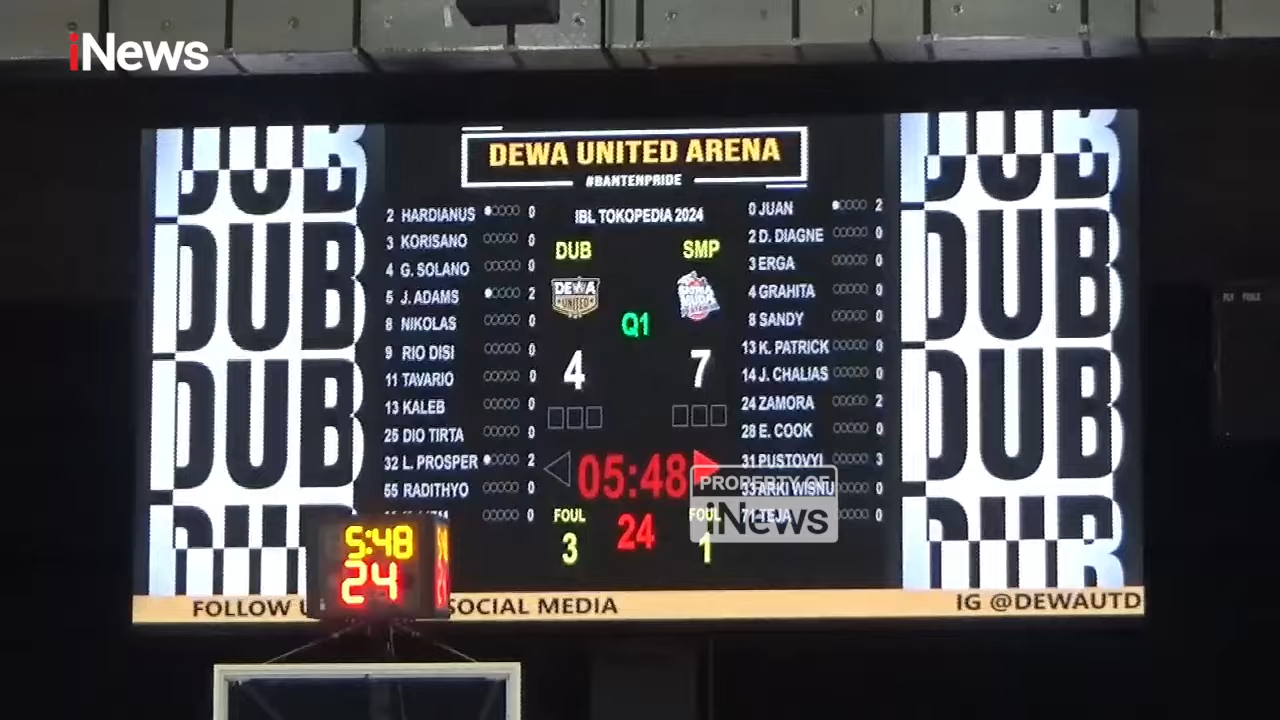 iNews
DEWA UNITED ARENA
#BANTENPRIDE
IBL TOKOPEDIA 2024
DUB SMP
DEWA UNITED
Q1
4 7
05:48
FOUL 24 FOUL
3 1
2 HARDIANUS 0
3 KORISANO 0
4 G. SOLANO 0
5 J. ADAMS 2
8 NIKOLAS 0
9 RIO DISI 0
11 TAVARIO 0
13 KALEB 0
25 DIO TIRTA 0
32 L. PROSPER 2
55 RADITHYO 0
0
0 JUAN 2
2 D. DIAGNE 0
3 ERGA 0
4 GRAHITA 0
8 SANDY 0
13 K. PATRICK 0
14 J. CHALIAS 0
24 ZAMORA 2
28 E. COOK 0
31 PUSTOVYI 3
33 ARKI WISNU 0
71 TEJA 0
DUB
DUB
DUB
DUB
DUB
DUB
DUB
DUB
PROPERTY OF
iNews
5:48
24
FOLLOW SOCIAL MEDIA IG @DEWAUTD